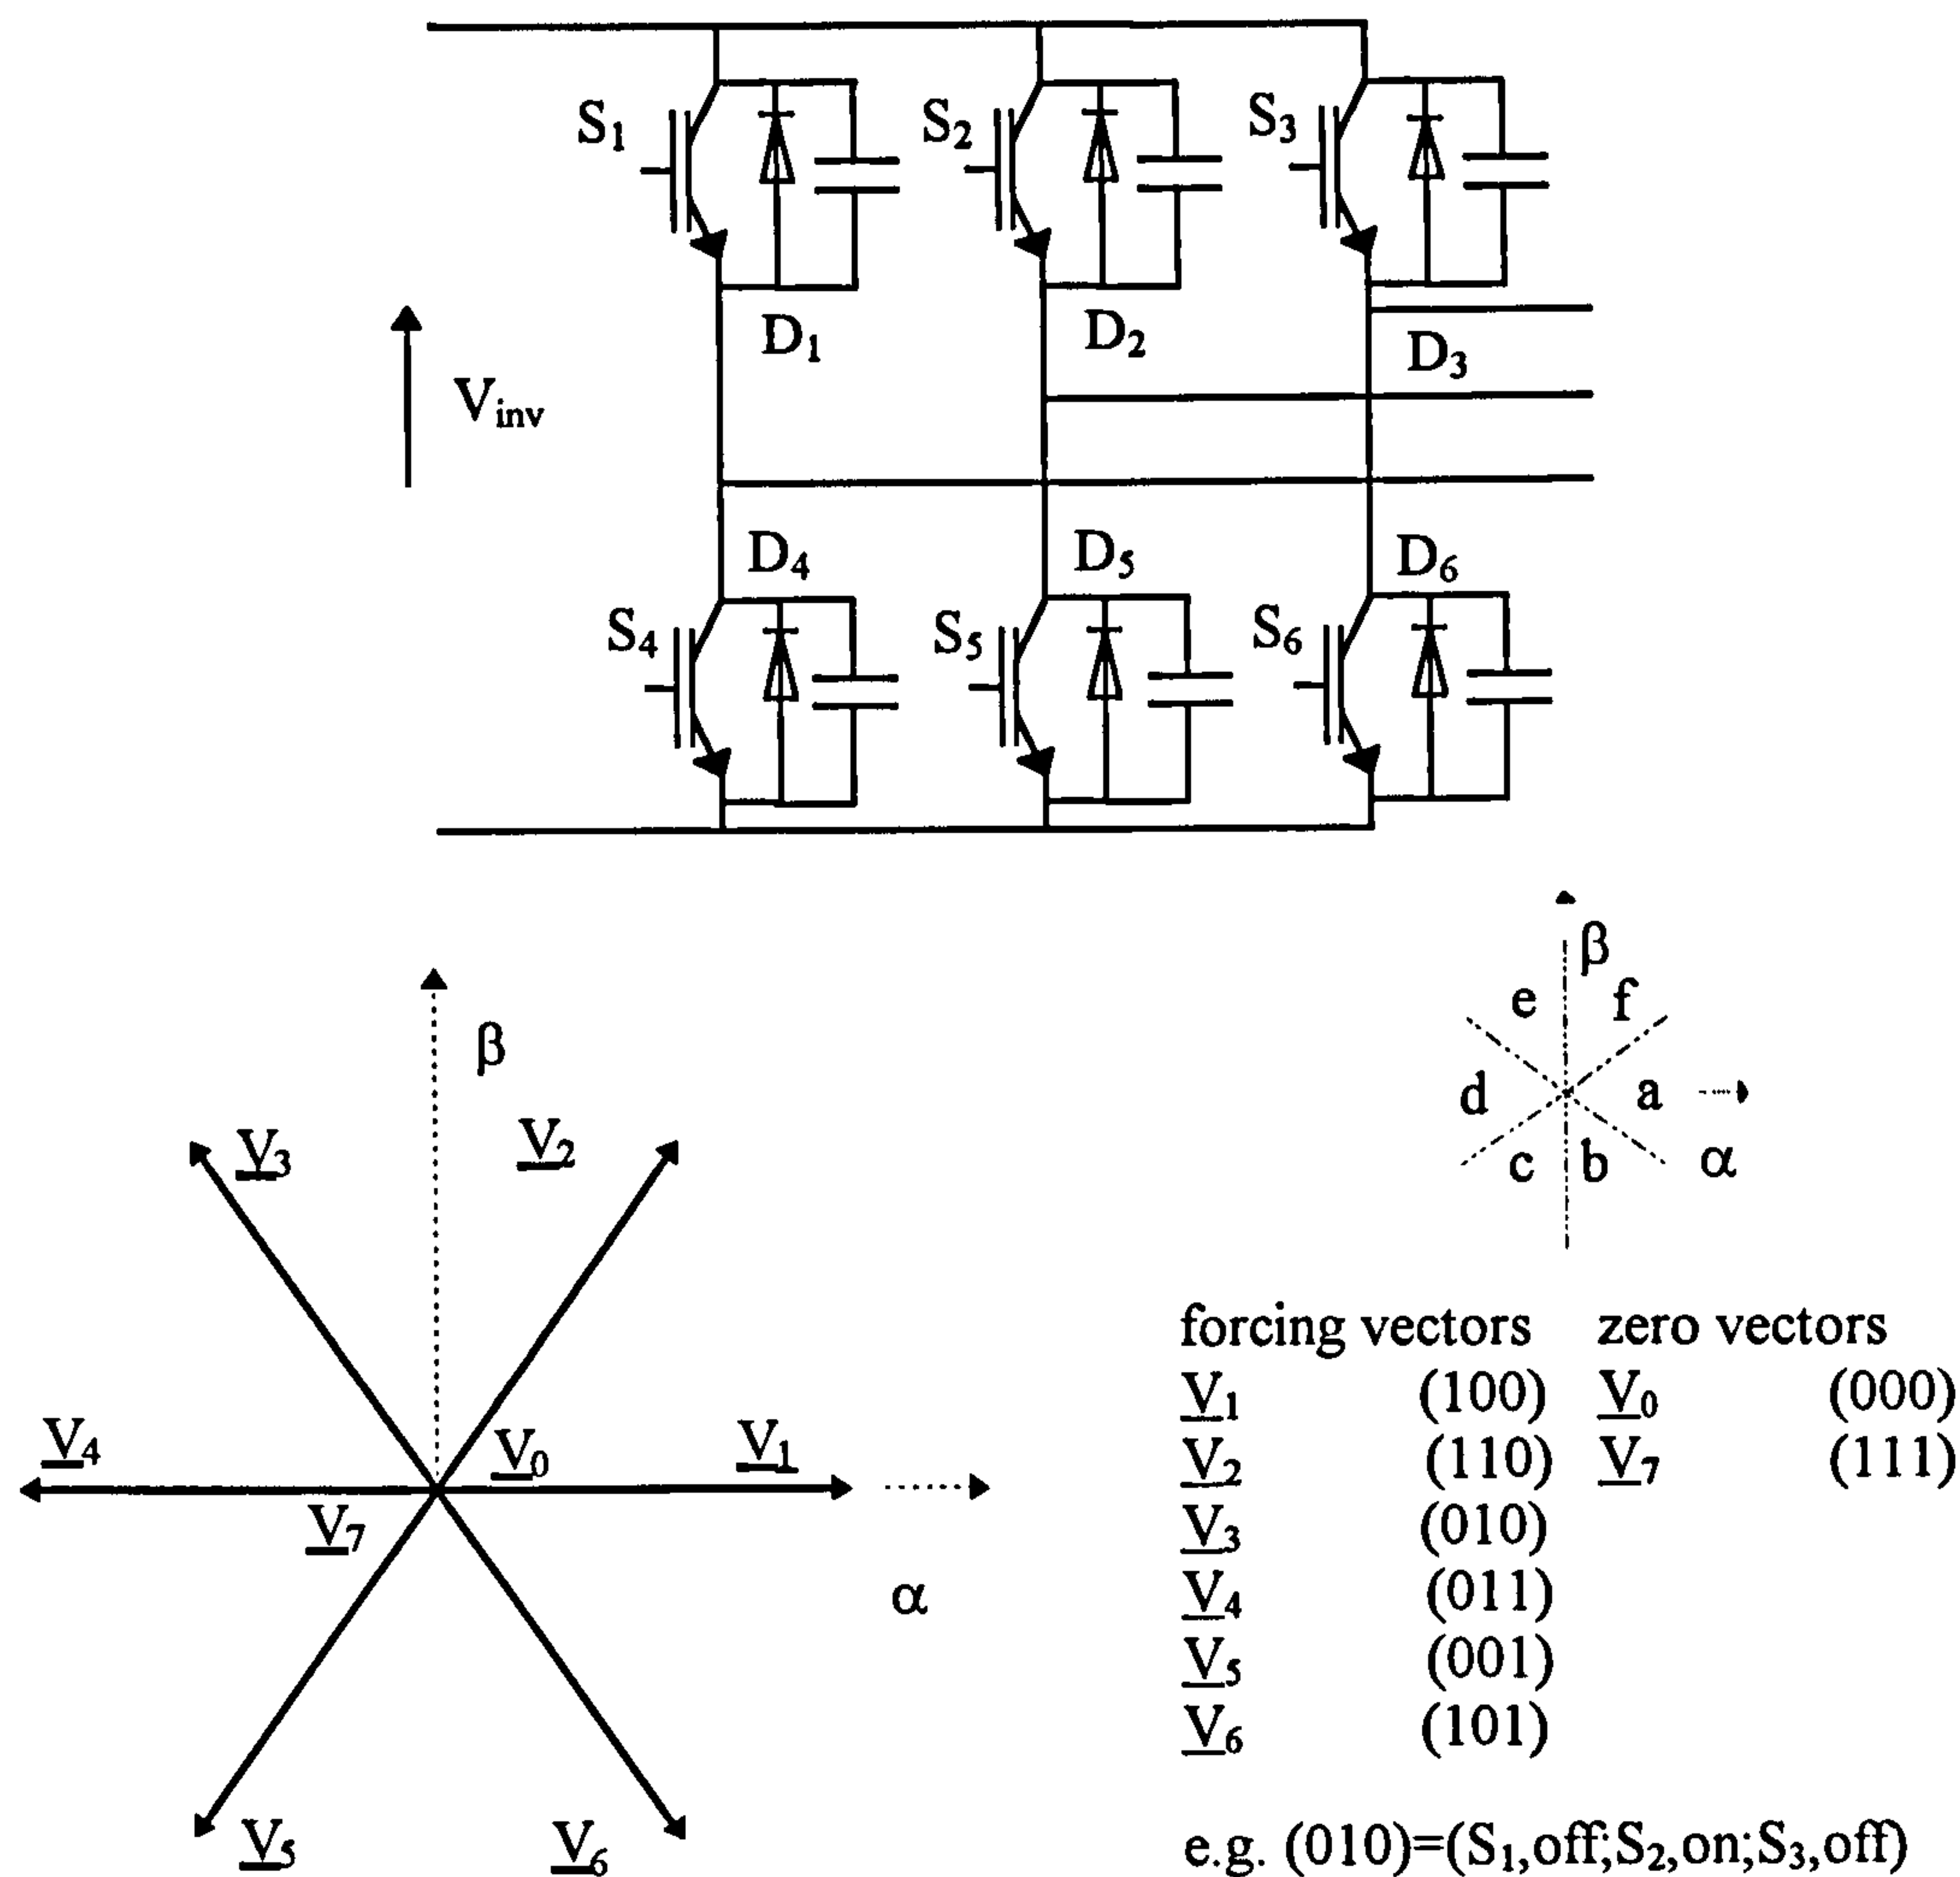 S₁
S₂
S₃
D₁
D₂
D₃
V_inv
D₄
D₅
D₆
S₄
S₅
S₆
β
V₃
V₂
V₄
V₀
V₁
V₇
α
V₅
V₆
β
e
f
d
a
c
b
α
forcing vectors zero vectors
V₁ (100) V₀ (000)
V₂ (110) V₇ (111)
V₃ (010)
V₄ (011)
V₅ (001)
V₆ (101)
e.g. (010)=(S₁,off;S₂,on;S₃,off)